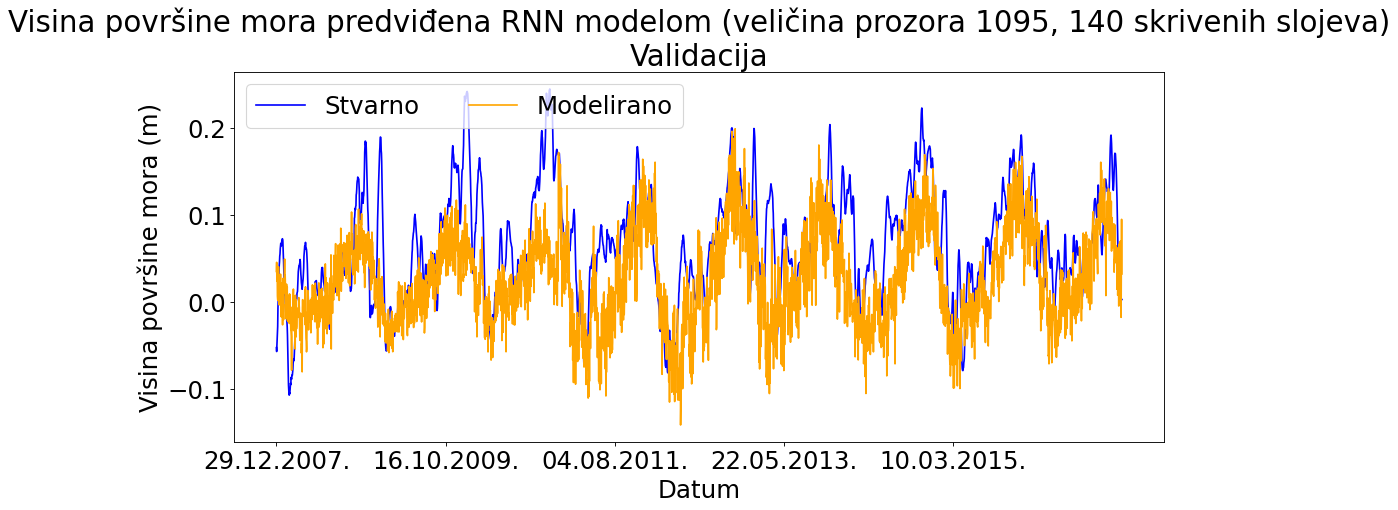 Visina površine mora predviđena RNN modelom (veličina prozora 1095, 140 skrivenih slojeva)
Validacija
Stvarno Modelirano
Visina površine mora (m)
0.2
0.1
0.0
−0.1
29.12.2007. 16.10.2009. 04.08.2011. 22.05.2013. 10.03.2015.
Datum